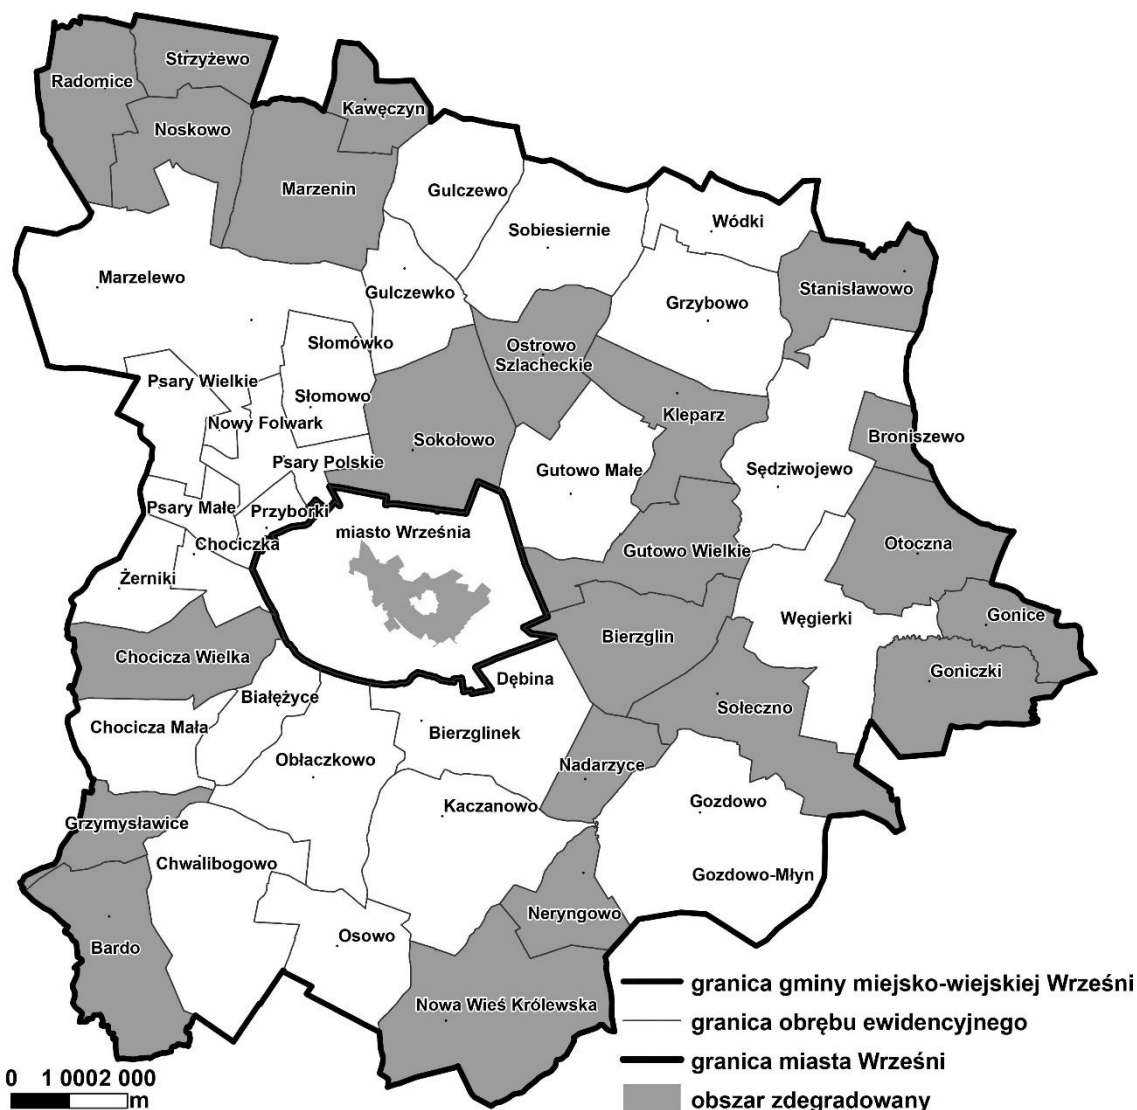 Strzyżewo
Radomice
Kawęczyn
Noskowo
Marzenin
Gulczewo
Wódki
Sobiesiernie
Marzelewo
Gulczewko
Stanisławowo
Grzybowo
Słomówko
Ostrowo
Szlacheckie
Psary Wielkie
Słomowo
Nowy Folwark
Kleparz
Sokołowo
Broniszewo
Psary Polskie
Gutowo Małe
Sędziwojewo
Psary Małe
Przyborki
miasto Września
Chociczka
Gutowo Wielkie
Otoczna
Żerniki
Węgierki
Gonice
Bierzglin
Chocicza Wielka
Goniczki
Dębina
Białężyce
Sołeczno
Chocicza Mała
Bierzglinek
Obłaczkowo
Nadarzyce
Kaczanowo
Gozdowo
Grzymysławice
Chwalibogowo
Gozdowo-Młyn
Neryngowo
Bardo
Osowo
Nowa Wieś Królewska
granica gminy miejsko-wiejskiej Wrześni
granica obrębu ewidencyjnego
granica miasta Wrześni
obszar zdegradowany
0 1 0002 000
m